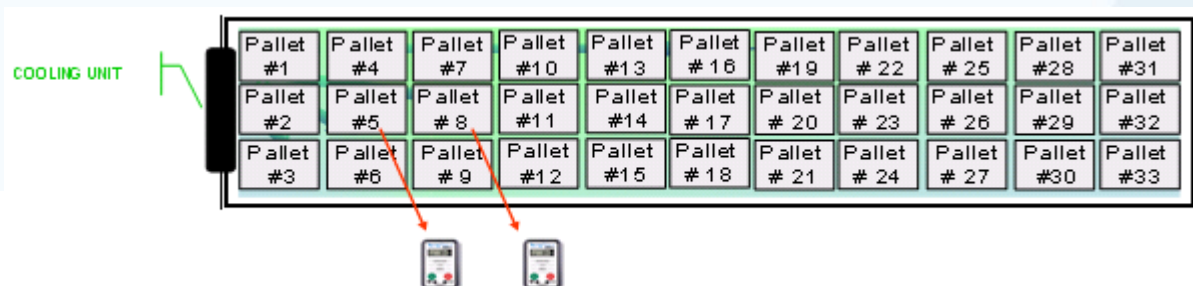 COOLING UNIT
Pallet #1
Pallet #4
Pallet #7
Pallet #10
Pallet #13
Pallet # 16
Pallet #19
Pallet # 22
Pallet # 25
Pallet #28
Pallet #31
Pallet #2
Pallet #5
Pallet # 8
Pallet #11
Pallet #14
Pallet # 17
Pallet # 20
Pallet # 23
Pallet # 26
Pallet #29
Pallet #32
Pallet #3
Pallet #6
Pallet # 9
Pallet #12
Pallet #15
Pallet # 18
Pallet # 21
Pallet # 24
Pallet # 27
Pallet #30
Pallet #33